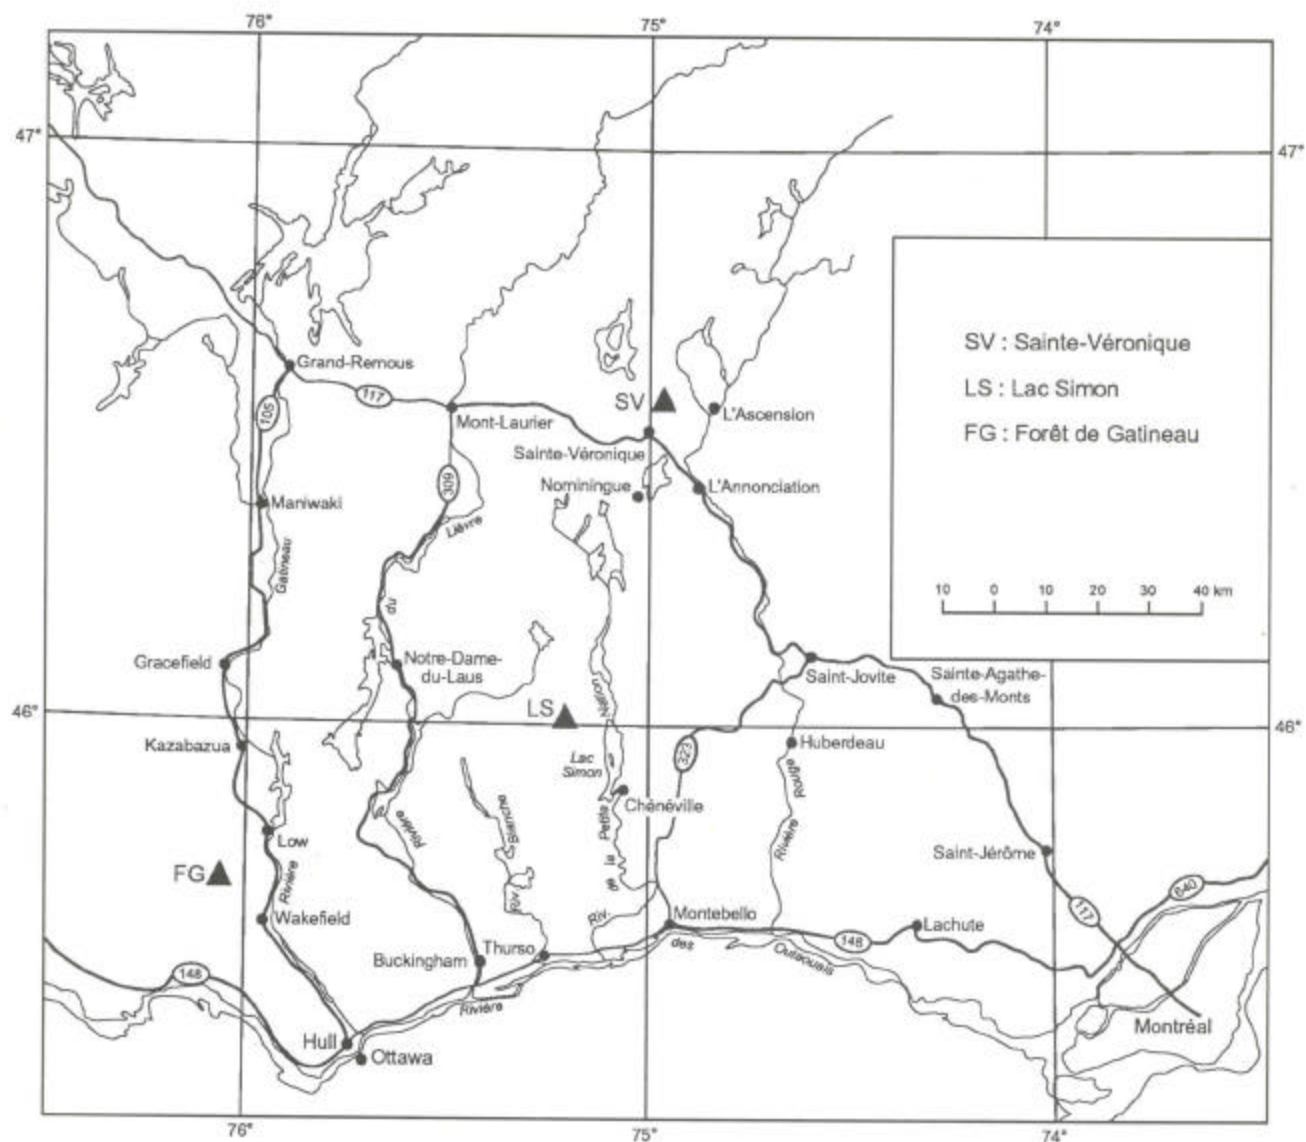 76°
75°
74°
47°
47°
Grand-Remous
117
105
Mont-Laurier
SV
L'Ascension
Sainte-Véronique
Nominingue
L'Annonciation
309
Maniwaki
Lièvre
Gatineau
du
SV : Sainte-Véronique
LS : Lac Simon
FG : Forêt de Gatineau
10 0 10 20 30 40 km
Gracefield
Notre-Dame-
du-Laus
Saint-Jovite
Sainte-Agathe-
des-Monts
46°
46°
LS
Kazabazua
323
Huberdeau
Lac
Simon
Chénéville
Petite
Rouge
Rivière
Blanche
Riv.
Rivière
Low
FG
Rivière
Wakefield
de la
Riv.
Saint-Jérôme
640
117
Montebello
148
Lachute
des
Outaouais
Buckingham
Thurso
Rivière
148
Hull
Ottawa
Montréal
76°
75°
74°